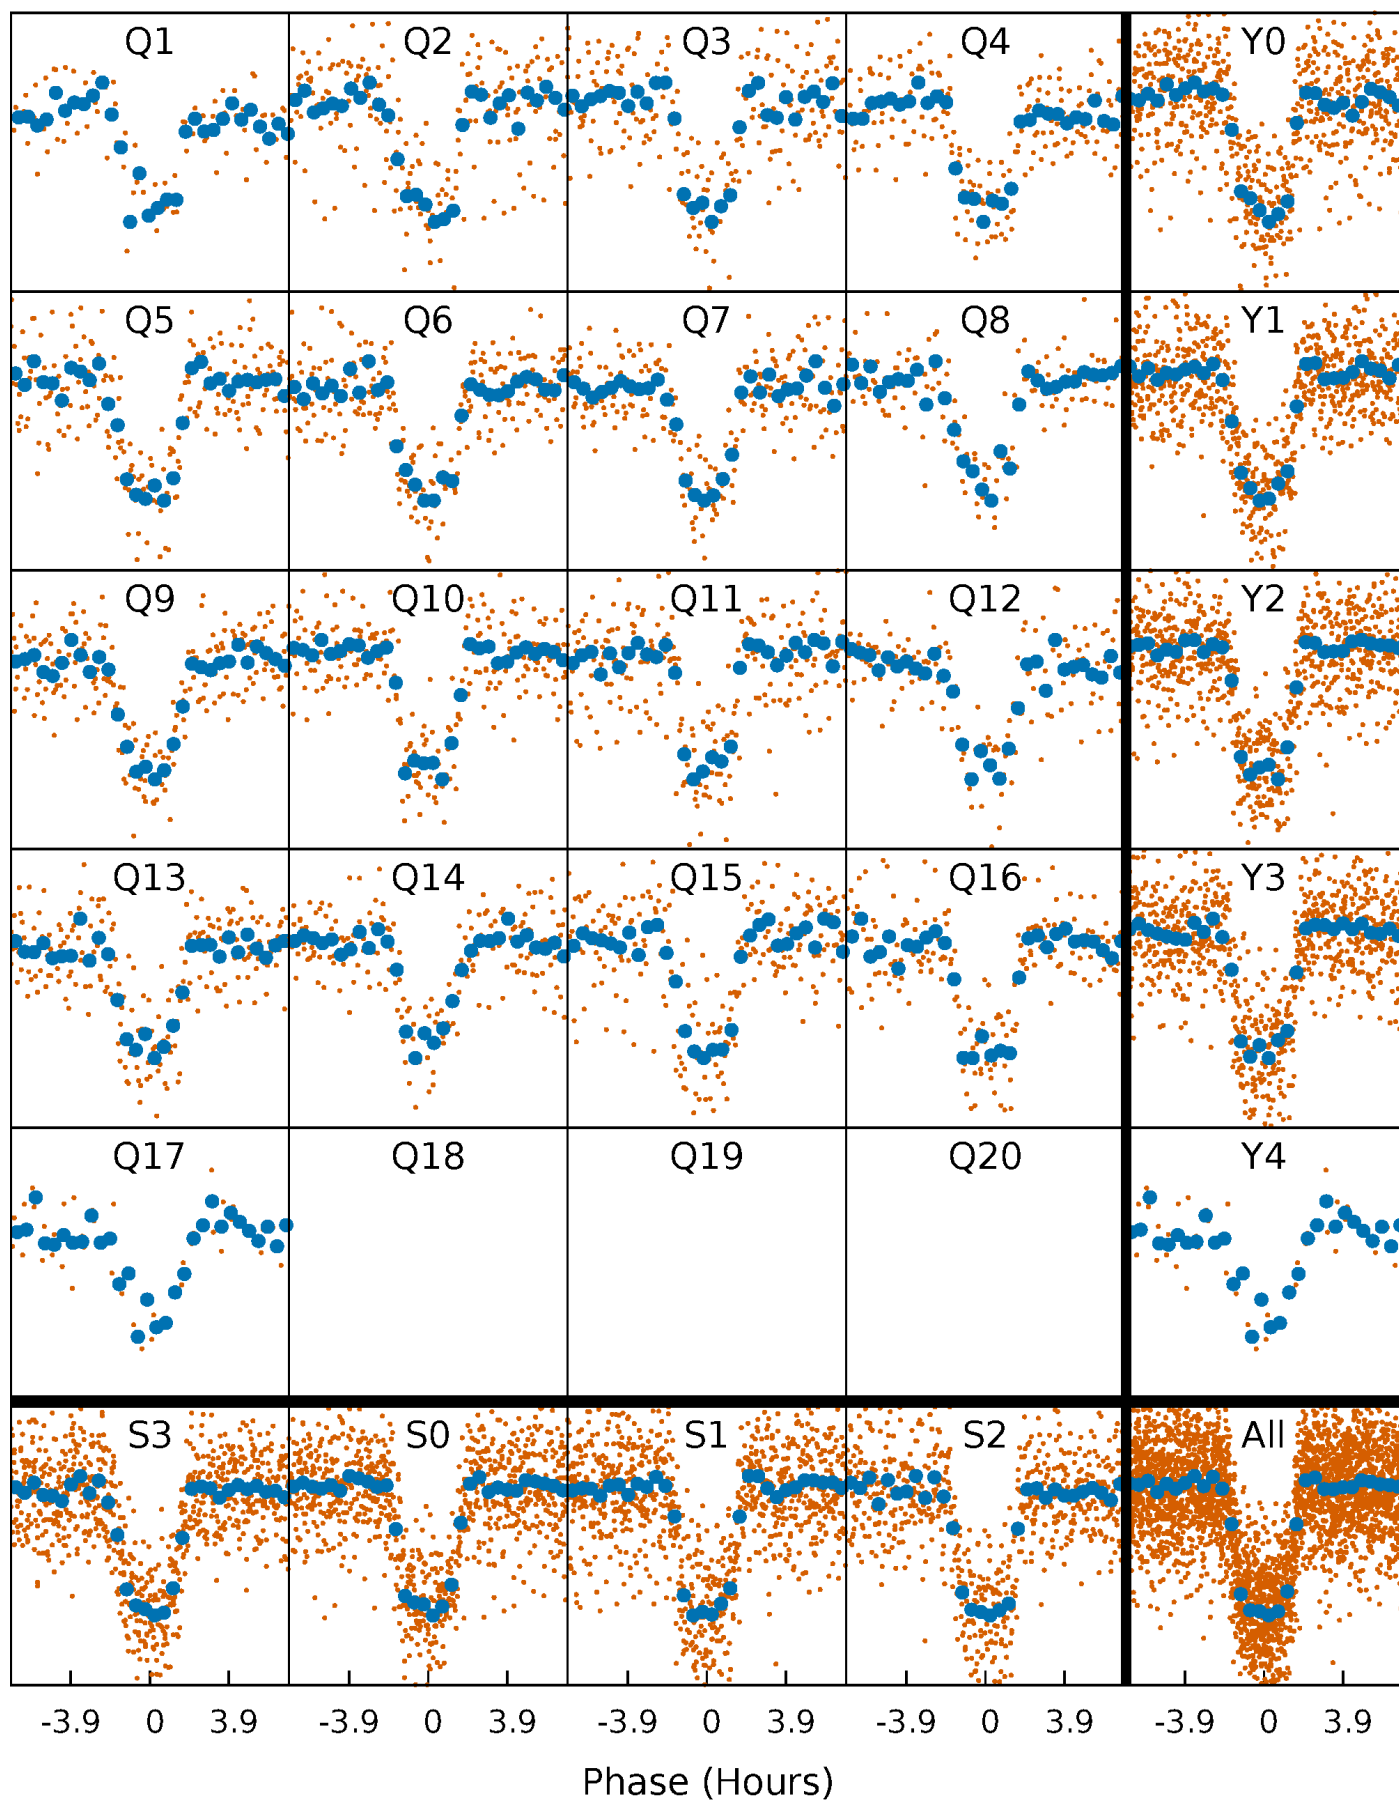 Q1 Q2 Q3 Q4 Y0
Q5 Q6 Q7 Q8 Y1
Q9 Q10 Q11 Q12 Y2
Q13 Q14 Q15 Q16 Y3
Q17 Q18 Q19 Q20 Y4
S3 S0 S1 S2 All
-3.9 0 3.9 -3.9 0 3.9 -3.9 0 3.9 -3.9 0 3.9 -3.9 0 3.9
Phase (Hours)